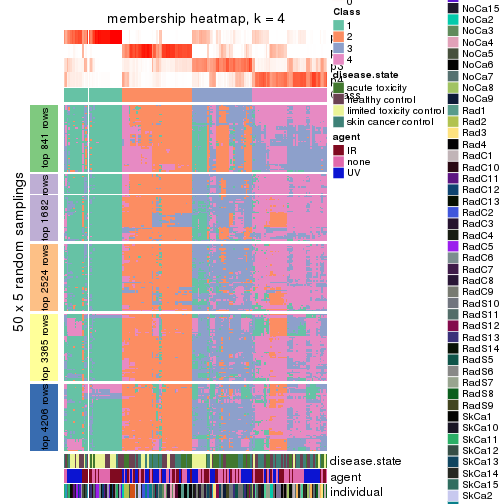 membership heatmap, k = 4
50 x 5 random samplings
top 841 rows
top 1682 rows
top 2524 rows
top 3365 rows
top 4206 rows
disease.state
agent
individual
Class
1
2
3
4
disease.state
acute toxicity
healthy control
limited toxicity control
skin cancer control
agent
IR
none
UV
NoCa15
NoCa2
NoCa3
NoCa4
NoCa5
NoCa6
NoCa7
NoCa8
NoCa9
Rad1
Rad2
Rad3
Rad4
RadC1
RadC10
RadC11
RadC12
RadC13
RadC2
RadC3
RadC4
RadC5
RadC6
RadC7
RadC8
RadC9
RadS10
RadS11
RadS12
RadS13
RadS14
RadS5
RadS6
RadS7
RadS8
RadS9
SkCa1
SkCa10
SkCa11
SkCa12
SkCa13
SkCa14
SkCa15
SkCa2